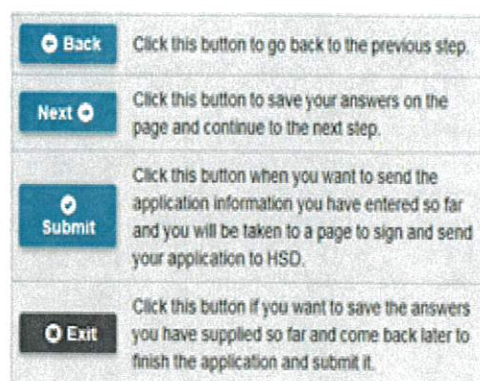 Back
Click this button to go back to the previous step.
Next
Click this button to save your answers on the
page and continue to the next step.
Submit
Click this button when you want to send the
application information you have entered so far
and you will be taken to a page to sign and send
your application to HSD.
Exit
Click this button if you want to save the answers
you have supplied so far and come back later to
finish the application and submit it.